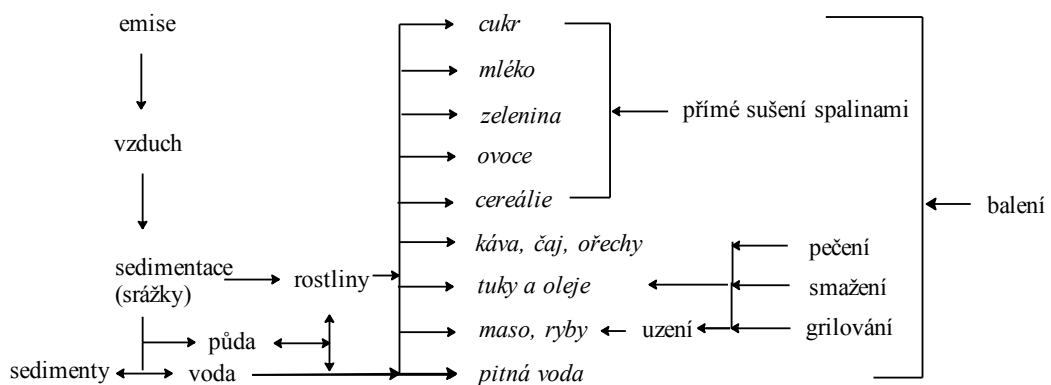 emise
cukr
mléko
zelenina
přímé sušení spalinami
vzduch
ovoce
cereálie
balení
káva, čaj, ořechy
pečení
sedimentace
(srážky)
rostliny
tuky a oleje
smažení
maso, ryby
uzení
grilování
půda
sedimenty
voda
pitná voda